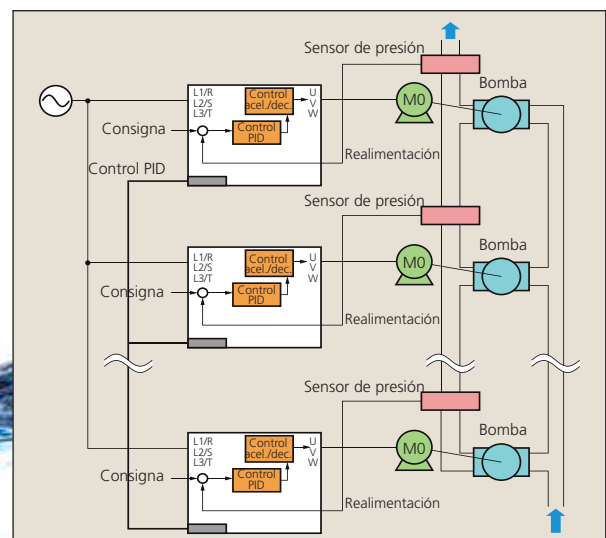 Sensor de presión
Bomba
L1/R
L2/S
L3/T
Control
acel./dec.
U
V
W
M0
Consigna
Control
PID
Realimentación
Control PID
Sensor de presión
Bomba
L1/R
L2/S
L3/T
Control
acel./dec.
U
V
W
M0
Consigna
Control
PID
Realimentación
Sensor de presión
Bomba
L1/R
L2/S
L3/T
Control
acel./dec.
U
V
W
M0
Consigna
Control
PID
Realimentación